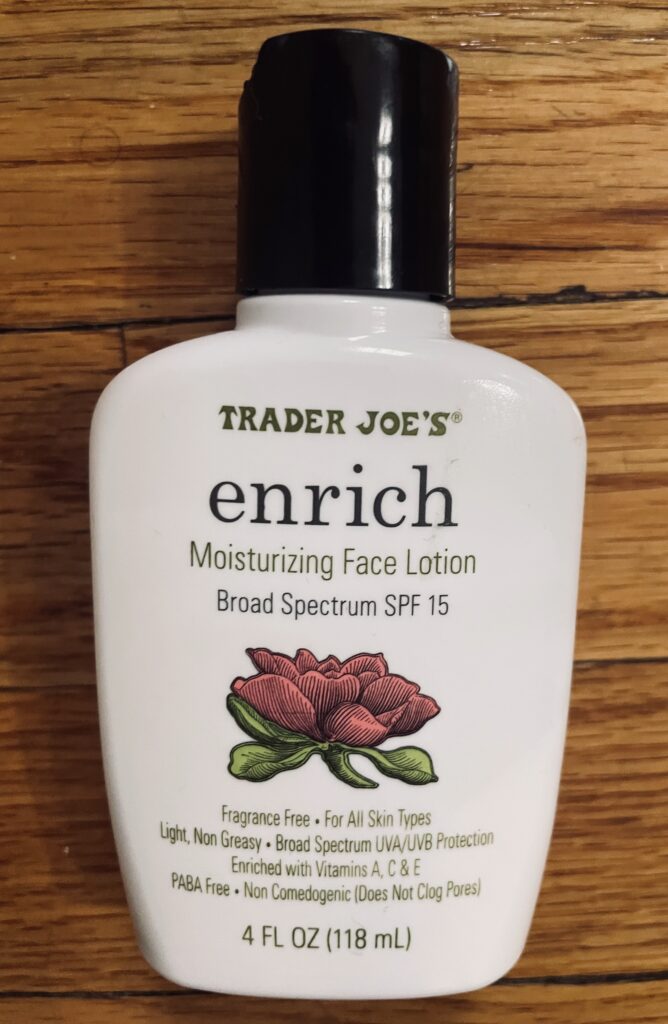 TRADER JOE'S®
enrich
Moisturizing Face Lotion
Broad Spectrum SPF 15
Fragrance Free • For All Skin Types
Light, Non Greasy • Broad Spectrum UVA/UVB Protection
Enriched with Vitamins A, C & E
PABA Free • Non Comedogenic (Does Not Clog Pores)
4 FL OZ (118 mL)